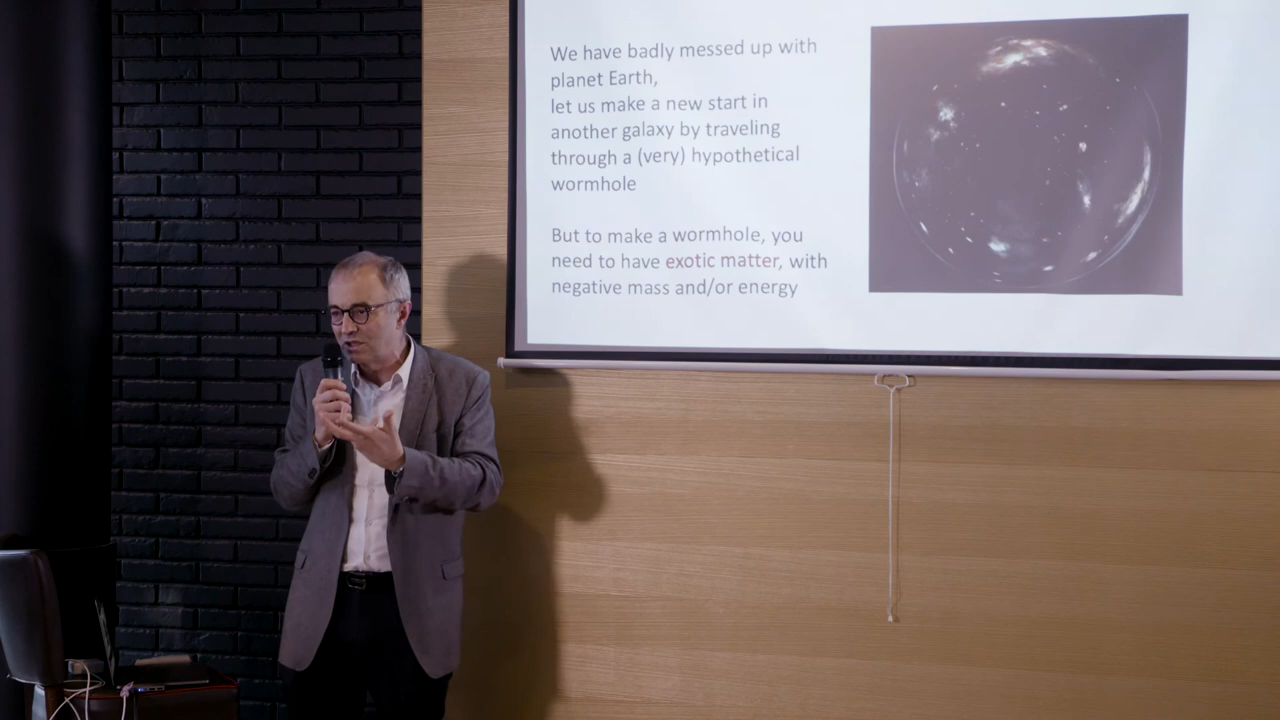 We have badly messed up with
planet Earth,
let us make a new start in
another galaxy by traveling
through a (very) hypothetical
wormhole
But to make a wormhole, you
need to have exotic matter, with
negative mass and/or energy